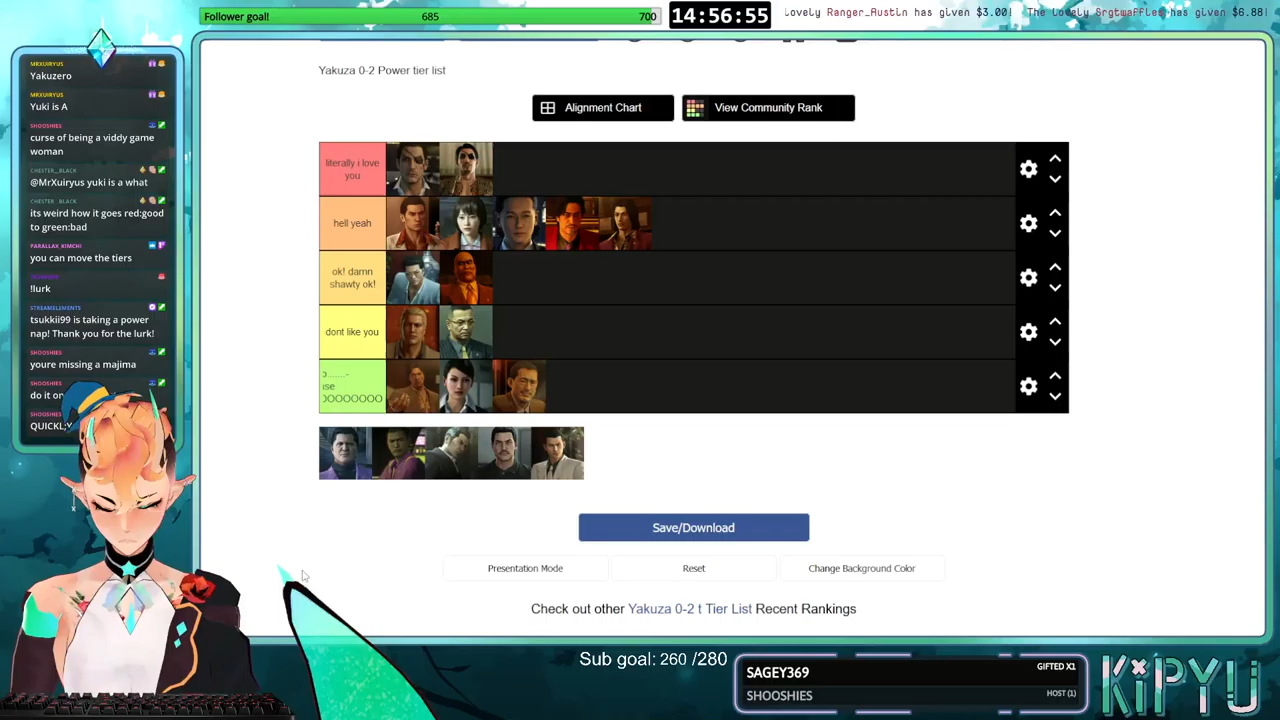 Follower goal!
685
700
14:56:55
Lovely Ranger_Austin has given $3.00! The Lovely Srgtwaffles has given $6.88!
MRXUIRYUS
Yakuzero
MRXUIRYUS
Yuki is A
SHOOSHIES
curse of being a viddy game
woman
CHESTER_BLACK
@MrXuiryus yuki is a what
CHESTER_BLACK
its weird how it goes red:good
to green:bad
PARALLAX_KIMCHI
you can move the tiers
!lurk
STREAMELEMENTS
tsukkii99 is taking a power
nap! Thank you for the lurk!
SHOOSHIES
youre missing a majima
SHOOSHIES
do it on
SHOOSHIES
QUICKLY
Yakuza 0-2 Power tier list
Alignment Chart
View Community Rank
literally i love
you
hell yeah
ok! damn
shawty ok!
dont like you
o.......-
ase
OOOOOOOO
Save/Download
Presentation Mode
Reset
Change Background Color
Check out other Yakuza 0-2 t Tier List Recent Rankings
Sub goal: 260 /280
SAGEY369
GIFTED X1
SHOOSHIES
HOST (1)
KiPYU